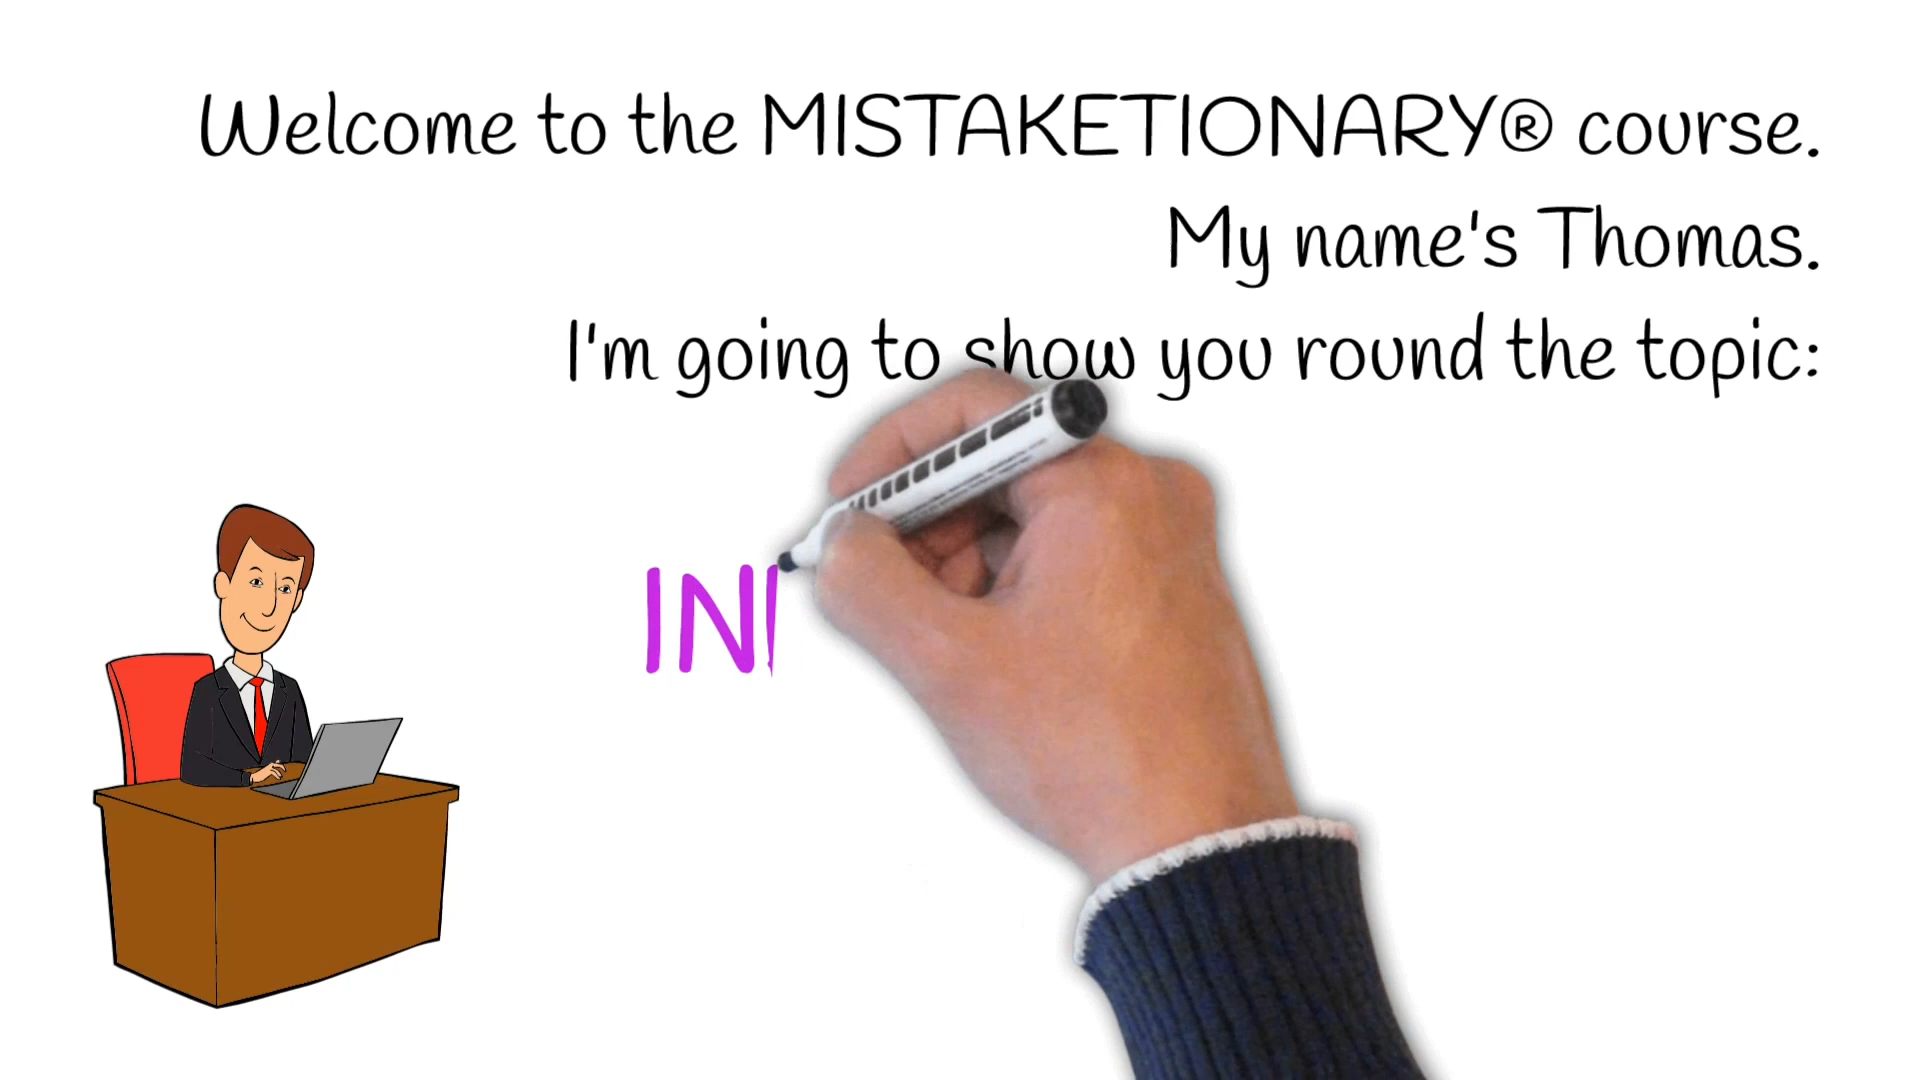 Welcome to the MISTAKETIONARY® course.
My name's Thomas.
I'm going to show you round the topic:
IN